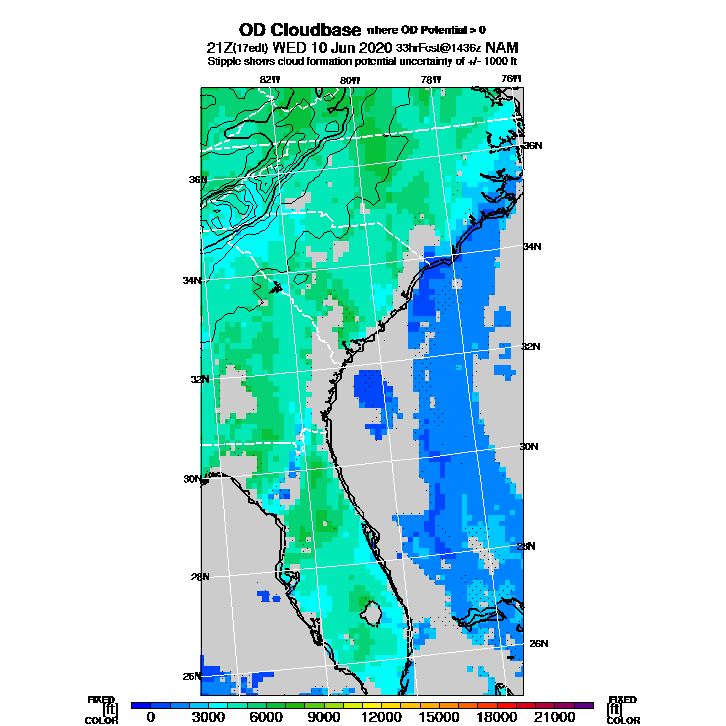 OD Cloudbase where OD Potential > 0
21Z(17edt) WED 10 Jun 2020 33hrFcst@1436z NAM
Stipple shows cloud formation potential uncertainty of +/- 1000 ft
82W 80W 78W 76W
36N
36N
34N
34N
32N
32N
30N
30N
28N
28N
26N
26N
FIXED FIXED
[ft] 0 3000 6000 9000 12000 15000 18000 21000 [ft]
COLOR COLOR